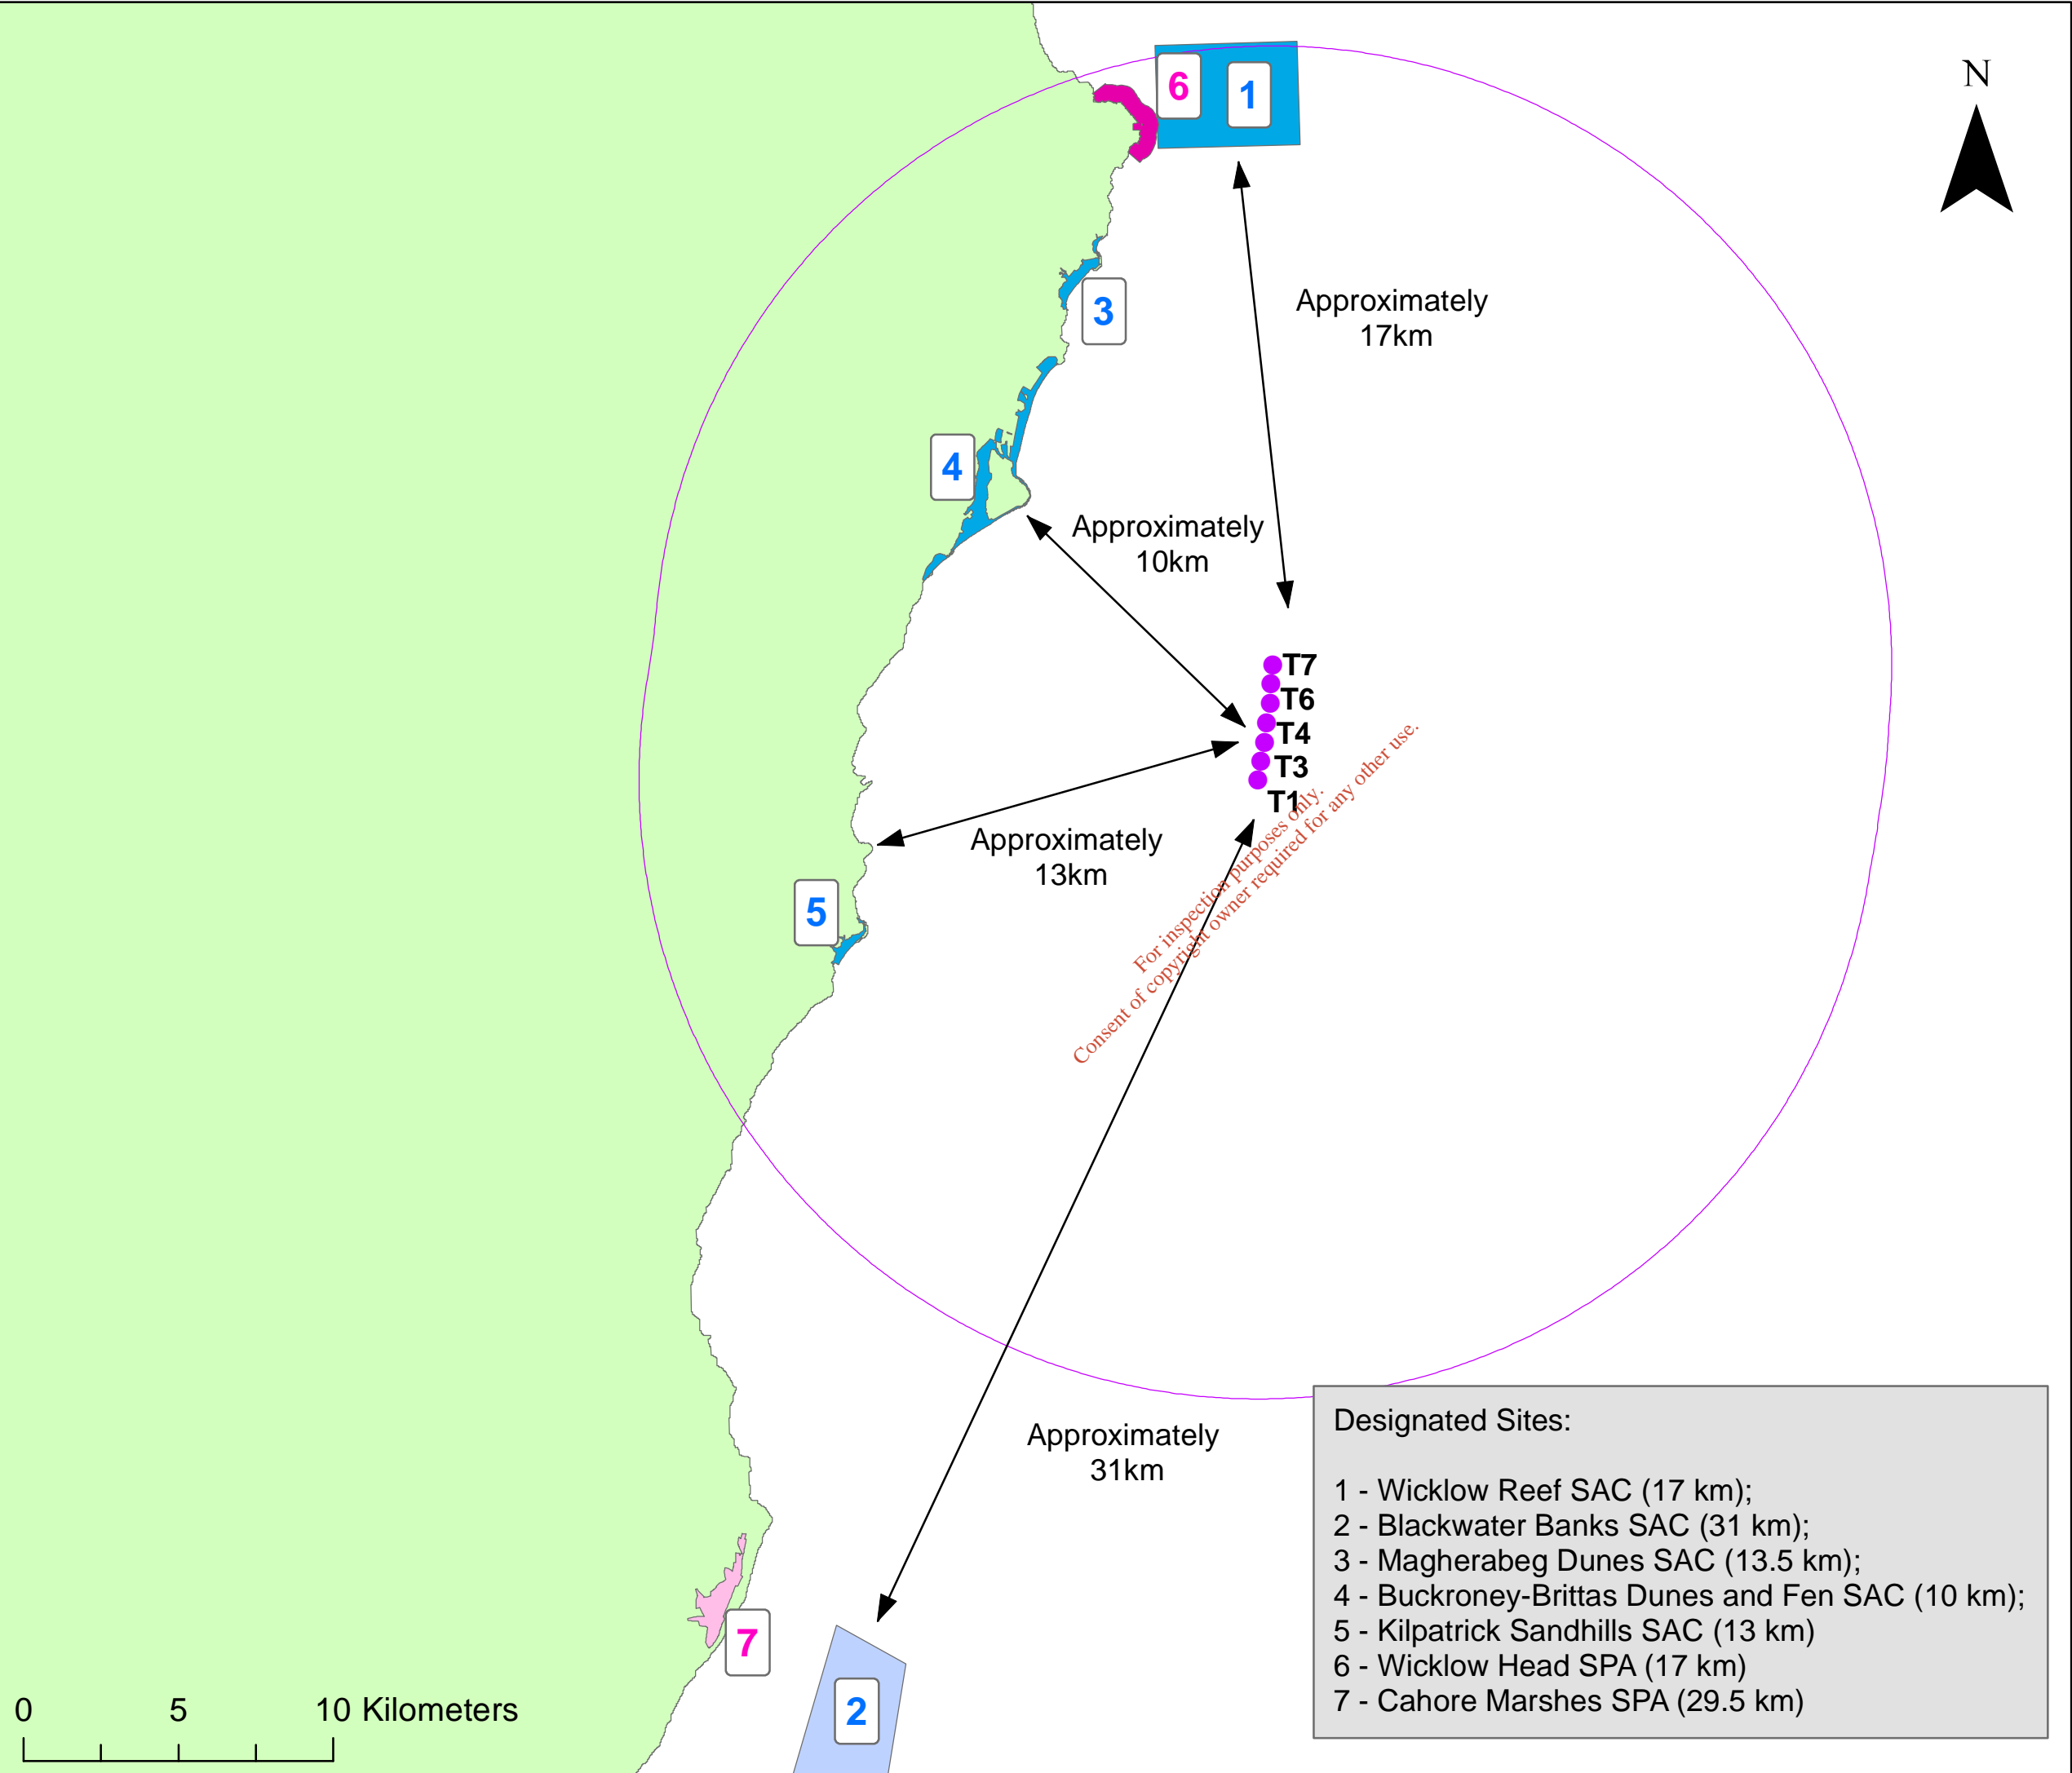 N
6
1
3
Approximately
17km
4
Approximately
10km
T7
T6
T4
T3
T1
For inspection purposes only.
Consent of copyright owner required for any other use.
Approximately
13km
5
Approximately
31km
7
2
0 5 10 Kilometers
Designated Sites:
1 - Wicklow Reef SAC (17 km);
2 - Blackwater Banks SAC (31 km);
3 - Magherabeg Dunes SAC (13.5 km);
4 - Buckroney-Brittas Dunes and Fen SAC (10 km);
5 - Kilpatrick Sandhills SAC (13 km)
6 - Wicklow Head SPA (17 km)
7 - Cahore Marshes SPA (29.5 km)